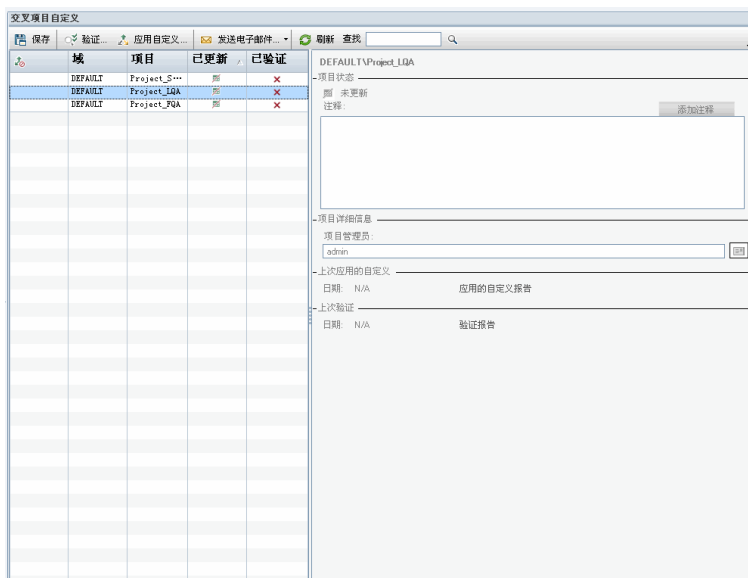 交叉项目自定义
保存 验证... 应用自定义... 发送电子邮件... 刷新 查找
域 项目 已更新 已验证
DEFAULT Project_S…
DEFAULT Project_LQA
DEFAULT Project_FQA
DEFAULT\Project_LQA
项目状态
未更新
注释:
添加注释
项目详细信息
项目管理员:
admin
上次应用的自定义
日期: N/A 应用的自定义报告
上次验证
日期: N/A 验证报告